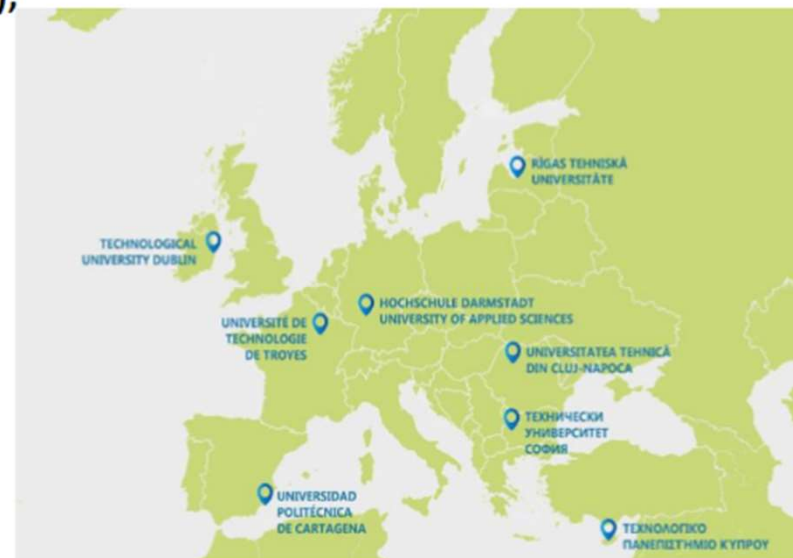 ),
RĪGAS TEHNISKĀ
UNIVERSITĀTE
TECHNOLOGICAL
UNIVERSITY DUBLIN
HOCHSCHULE DARMSTADT
UNIVERSITY OF APPLIED SCIENCES
UNIVERSITÉ DE
TECHNOLOGIE
DE TROYES
UNIVERSITATEA TEHNICĂ
DIN CLUJ-NAPOCA
ТЕХНИЧЕСКИ
УНИВЕРСИТЕТ
СОФИЯ
UNIVERSIDAD
POLITÉCNICA
DE CARTAGENA
ΤΕΧΝΟΛΟΓΙΚΟ
ΠΑΝΕΠΙΣΤΗΜΙΟ ΚΥΠΡΟΥ